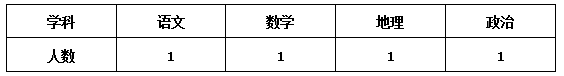 学科 语文 数学 地理 政治
人数 1 1 1 1